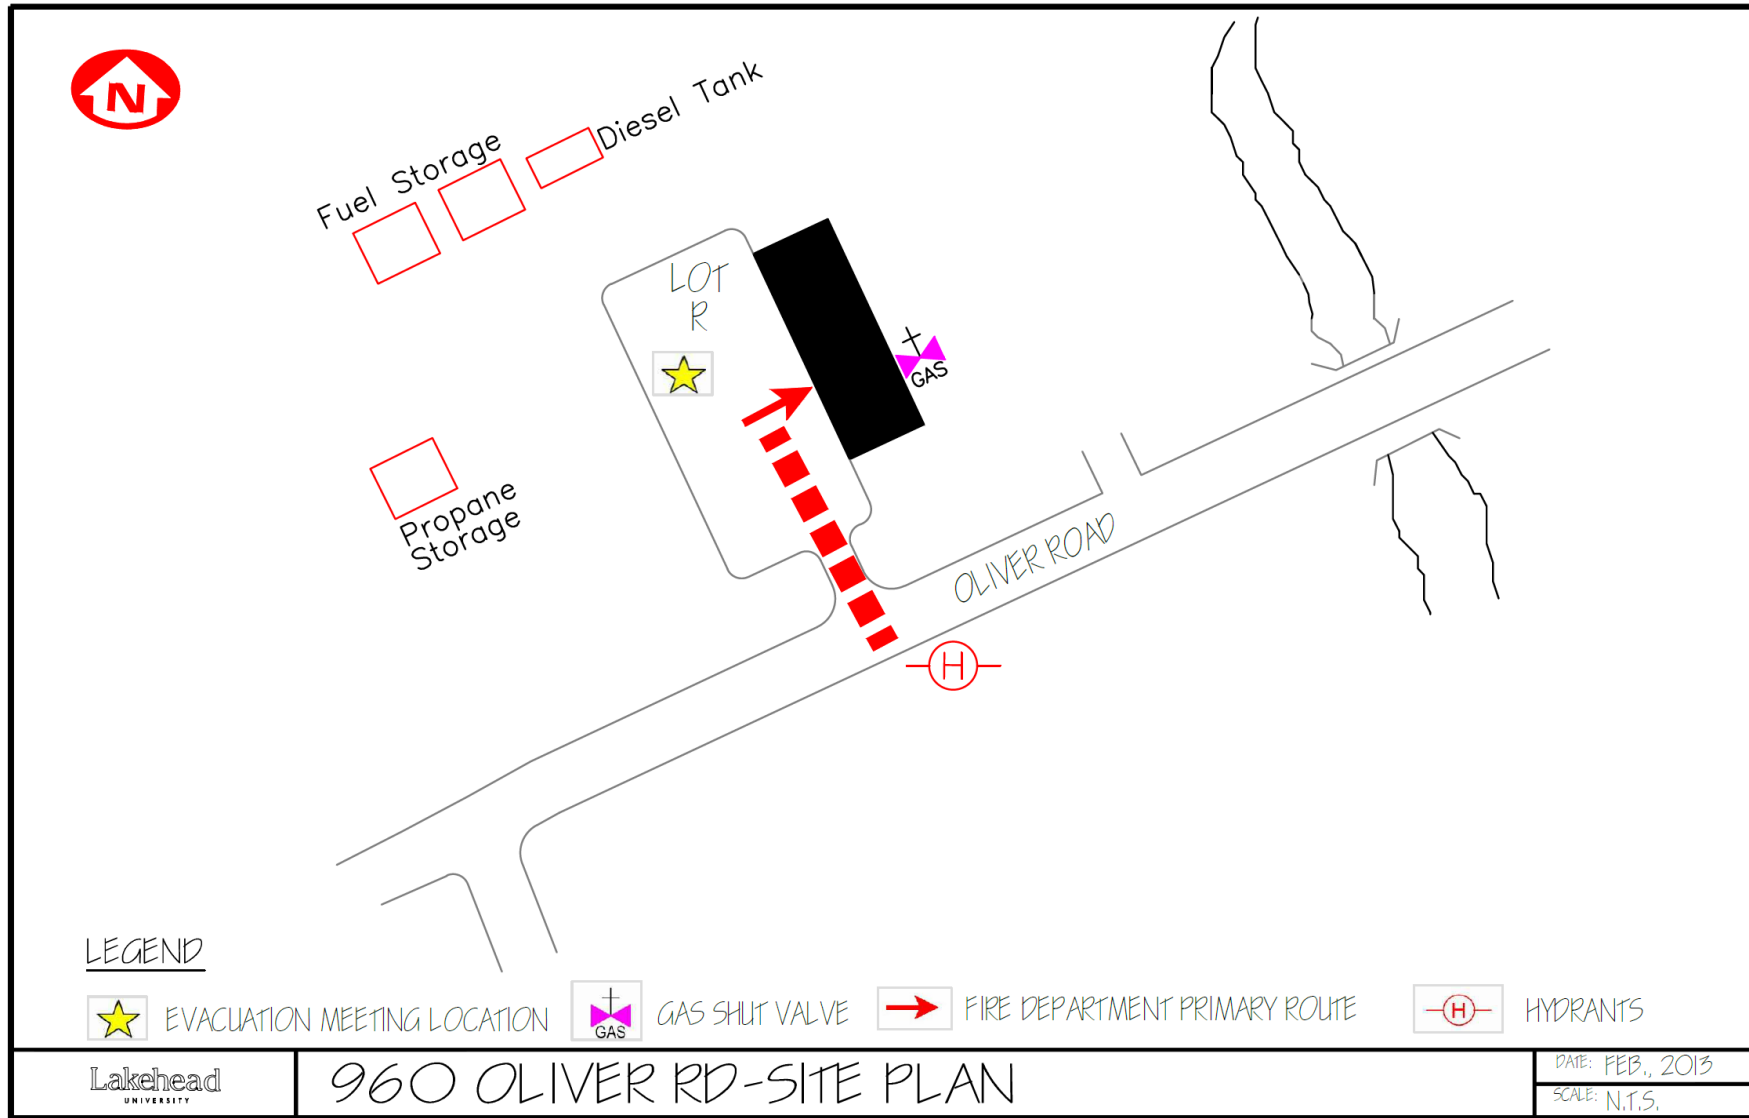 N
Diesel Tank
Fuel Storage
LOT
R
GAS
Propane
Storage
OLIVER ROAD
H
LEGEND
EVACUATION MEETING LOCATION
GAS
GAS SHUT VALVE
FIRE DEPARTMENT PRIMARY ROUTE
H
HYDRANTS
Lakehead
UNIVERSITY
960 OLIVER RD-SITE PLAN
DATE: FEB., 2013
SCALE: N.T.S.